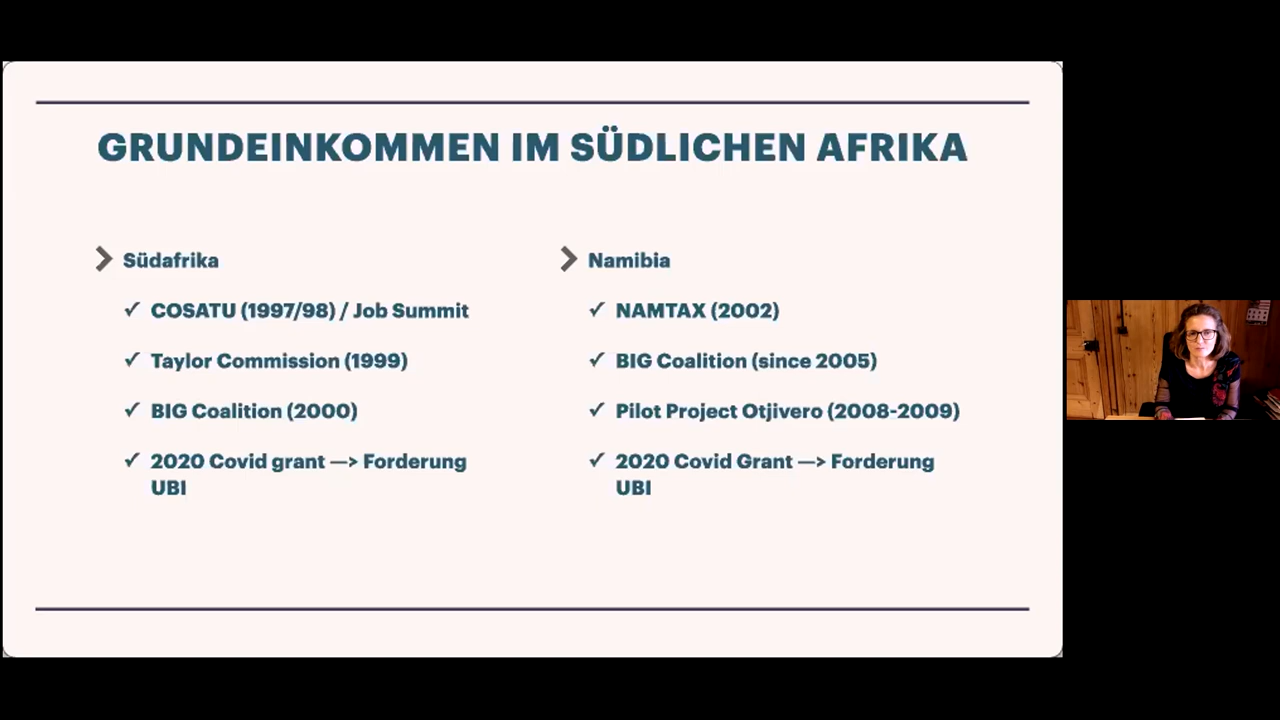 GRUNDEINKOMMEN IM SÜDLICHEN AFRIKA
Südafrika
✓ COSATU (1997/98) / Job Summit
✓ Taylor Commission (1999)
✓ BIG Coalition (2000)
✓ 2020 Covid grant —> Forderung
UBI
Namibia
✓ NAMTAX (2002)
✓ BIG Coalition (since 2005)
✓ Pilot Project Otjivero (2008-2009)
✓ 2020 Covid Grant —> Forderung
UBI